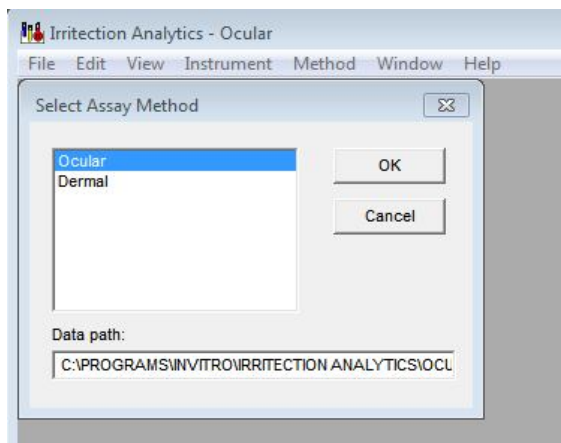 Irritection Analytics - Ocular
File Edit View Instrument Method Window Help
Select Assay Method
Ocular
OK
Dermal
Cancel
Data path:
C:\PROGRAMS\INVITRO\IRRITECTION ANALYTICS\OCU